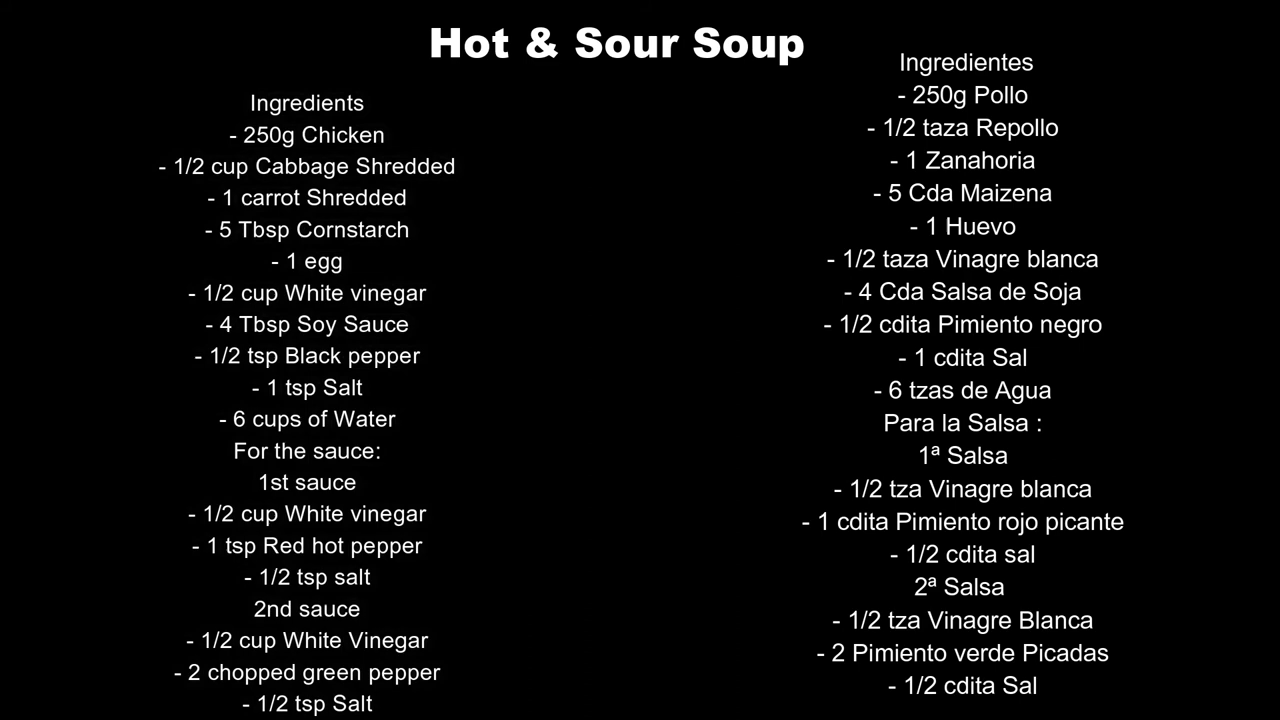 Hot & Sour Soup
Ingredients
- 250g Chicken
- 1/2 cup Cabbage Shredded
- 1 carrot Shredded
- 5 Tbsp Cornstarch
- 1 egg
- 1/2 cup White vinegar
- 4 Tbsp Soy Sauce
- 1/2 tsp Black pepper
- 1 tsp Salt
- 6 cups of Water
For the sauce:
1st sauce
- 1/2 cup White vinegar
- 1 tsp Red hot pepper
- 1/2 tsp salt
2nd sauce
- 1/2 cup White Vinegar
- 2 chopped green pepper
- 1/2 tsp Salt
Ingredientes
- 250g Pollo
- 1/2 taza Repollo
- 1 Zanahoria
- 5 Cda Maizena
- 1 Huevo
- 1/2 taza Vinagre blanca
- 4 Cda Salsa de Soja
- 1/2 cdita Pimiento negro
- 1 cdita Sal
- 6 tzas de Agua
Para la Salsa :
1ª Salsa
- 1/2 tza Vinagre blanca
- 1 cdita Pimiento rojo picante
- 1/2 cdita sal
2ª Salsa
- 1/2 tza Vinagre Blanca
- 2 Pimiento verde Picadas
- 1/2 cdita Sal